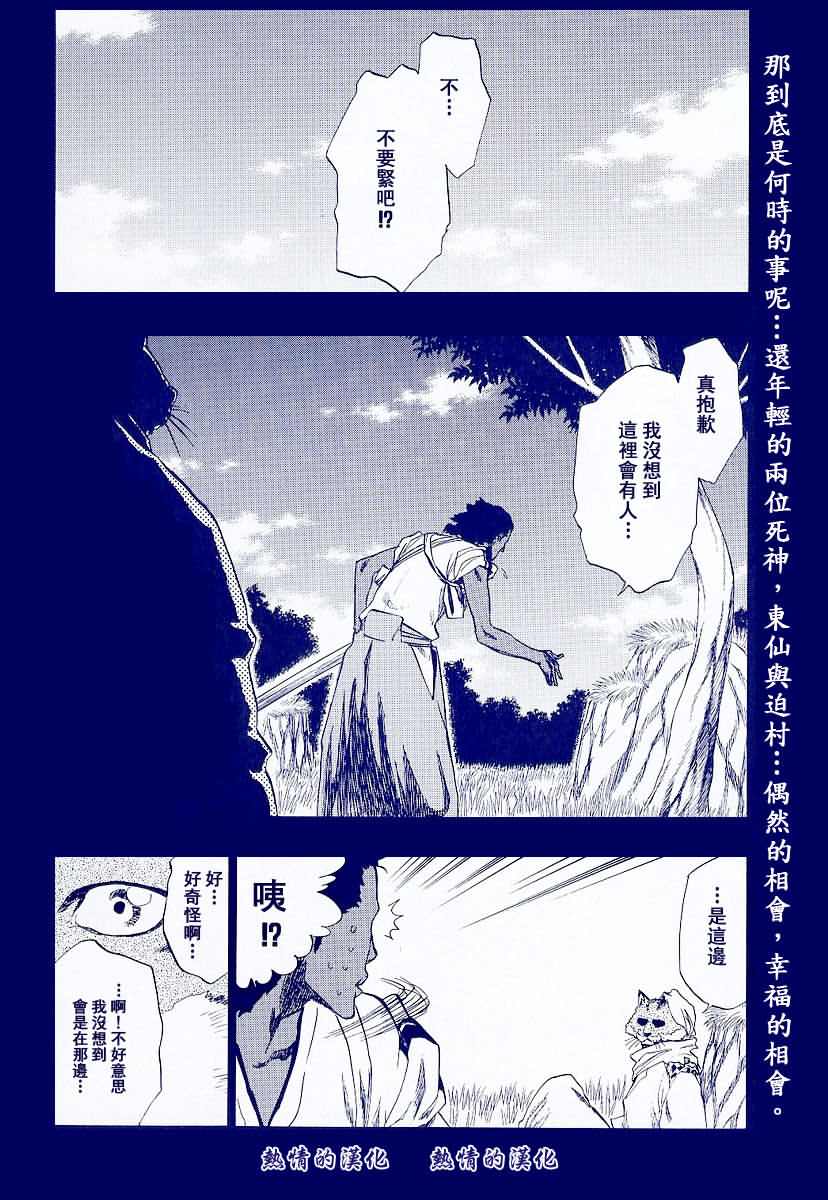 那到底是何時的事呢…還年輕的兩位死神，東仙與迫村…偶然的相會，幸福的相會。
不…
不要緊吧!?
真抱歉
我沒想到
這裡會有人…
…是這邊
咦
!?
好…
好奇怪啊…
…啊！不好意思
我沒想到
會是在那邊…
熱情的漢化
熱情的漢化